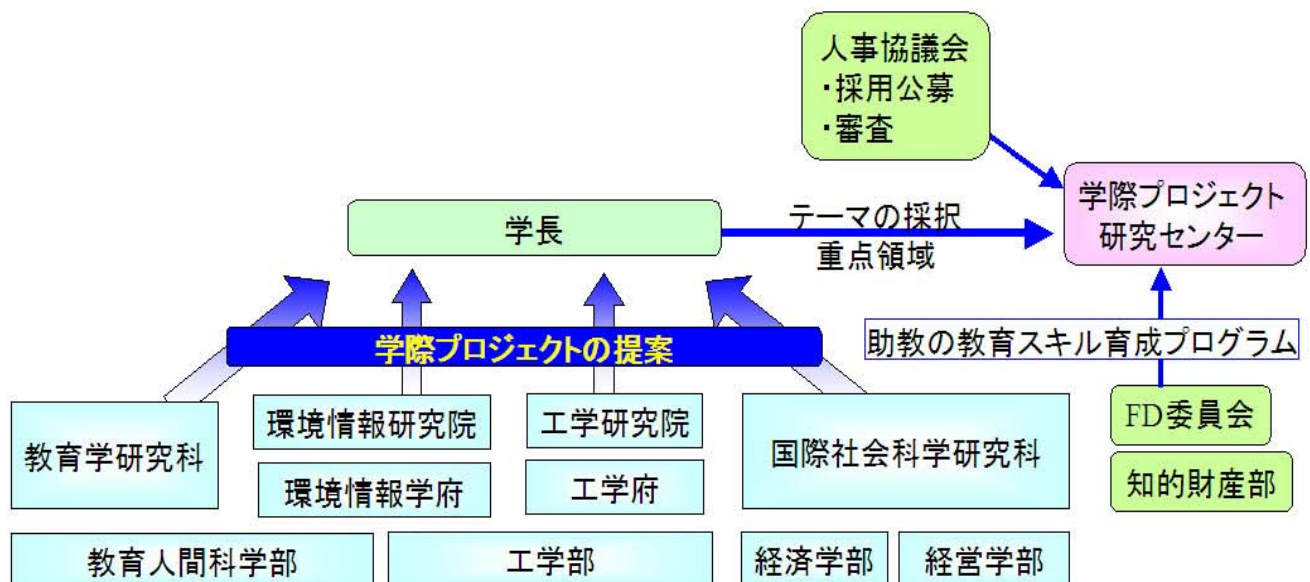 人事協議会
・採用公募
・審査
学際プロジェクト
研究センター
学長
テーマの採択
重点領域
学際プロジェクトの提案
助教の教育スキル育成プログラム
教育学研究科
環境情報研究院
工学研究院
国際社会科学研究科
FD委員会
環境情報学府
工学府
知的財産部
教育人間科学部
工学部
経済学部
経営学部